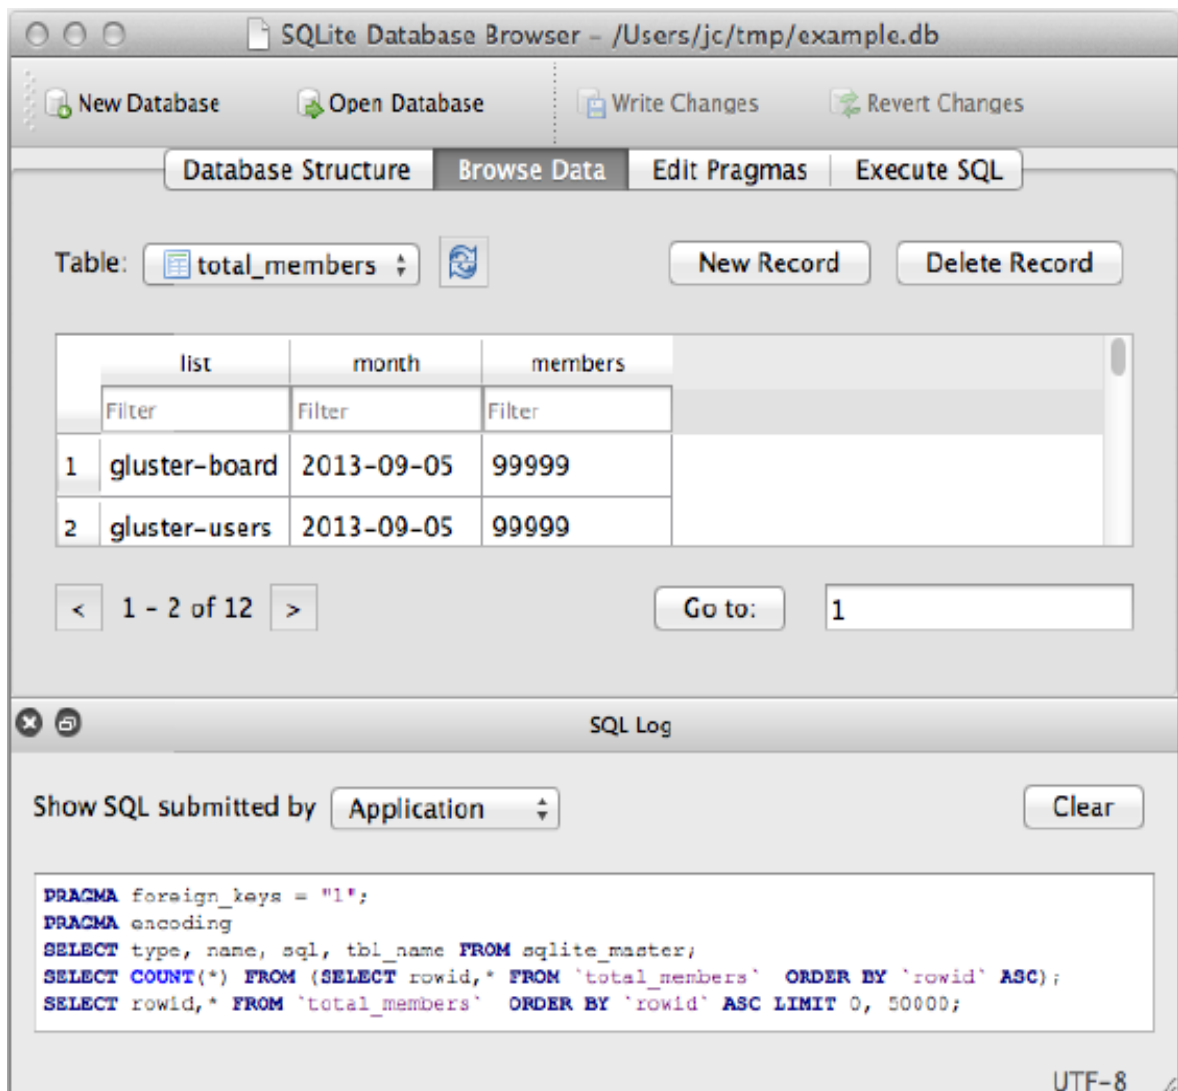 SQLite Database Browser – /Users/jc/tmp/example.db
New Database Open Database Write Changes Revert Changes
Database Structure Browse Data Edit Pragmas Execute SQL
Table: total_members New Record Delete Record
list month members
Filter Filter Filter
1 gluster-board 2013-09-05 99999
2 gluster-users 2013-09-05 99999
< 1 - 2 of 12 > Go to: 1
SQL Log
Show SQL submitted by Application Clear
PRAGMA foreign_keys = "1";
PRAGMA encoding
SELECT type, name, sql, tbl_name FROM sqlite_master;
SELECT COUNT(*) FROM (SELECT rowid,* FROM `total_members`  ORDER BY `rowid` ASC);
SELECT rowid,* FROM `total_members`  ORDER BY `rowid` ASC LIMIT 0, 50000;
UTF-8